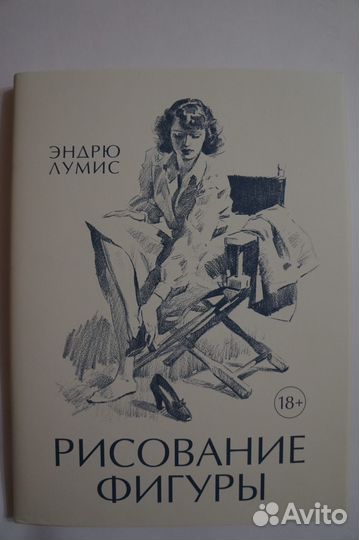 ЭНДРЮ
ЛУМИС
18+
РИСОВАНИЕ
ФИГУРЫ
Avito